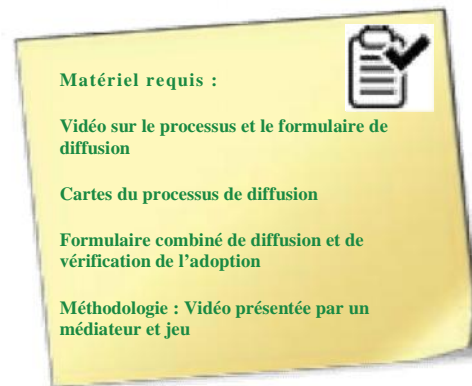 Matériel requis :
Vidéo sur le processus et le formulaire de
diffusion
Cartes du processus de diffusion
Formulaire combiné de diffusion et de
vérification de l’adoption
Méthodologie : Vidéo présentée par un
médiateur et jeu